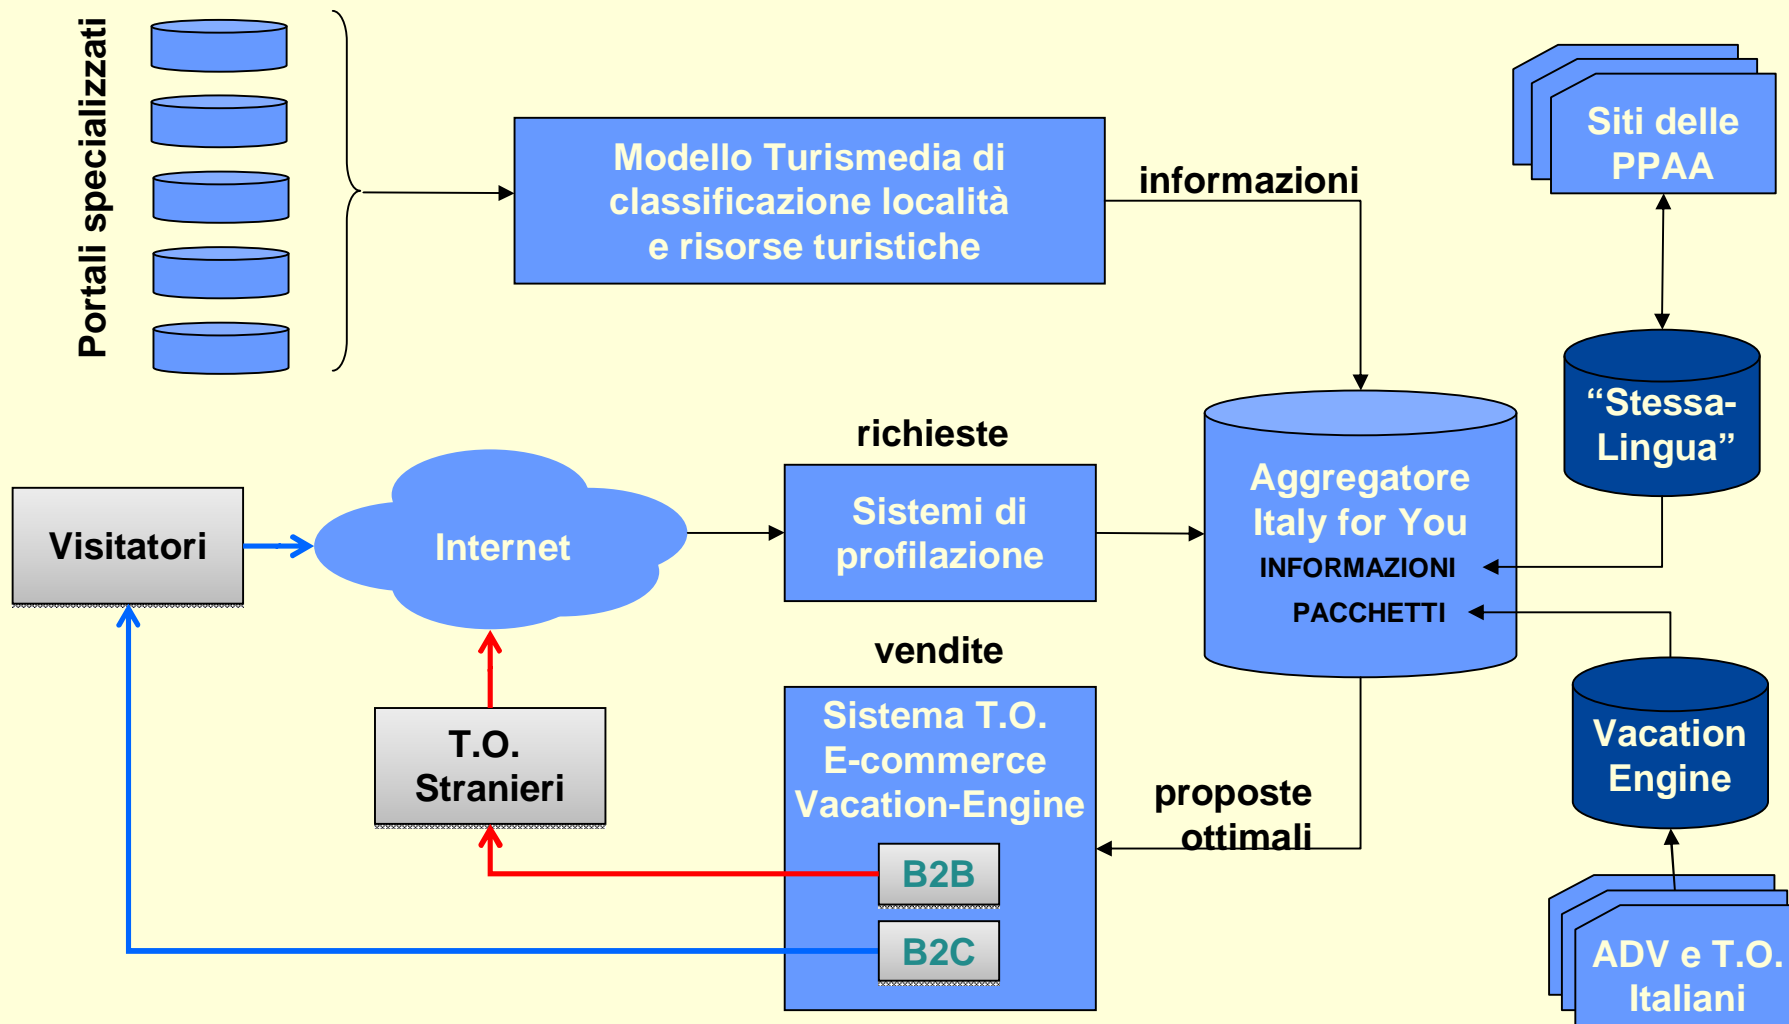 Portali specializzati
Modello Turismedia di
classificazione località
e risorse turistiche
informazioni
Siti delle
PPAA
“Stessa-
Lingua”
richieste
Visitatori
Internet
Sistemi di
profilazione
Aggregatore
Italy for You
INFORMAZIONI
PACCHETTI
vendite
T.O.
Stranieri
Sistema T.O.
E-commerce
Vacation-Engine
B2B
B2C
proposte
ottimali
Vacation
Engine
ADV e T.O.
Italiani